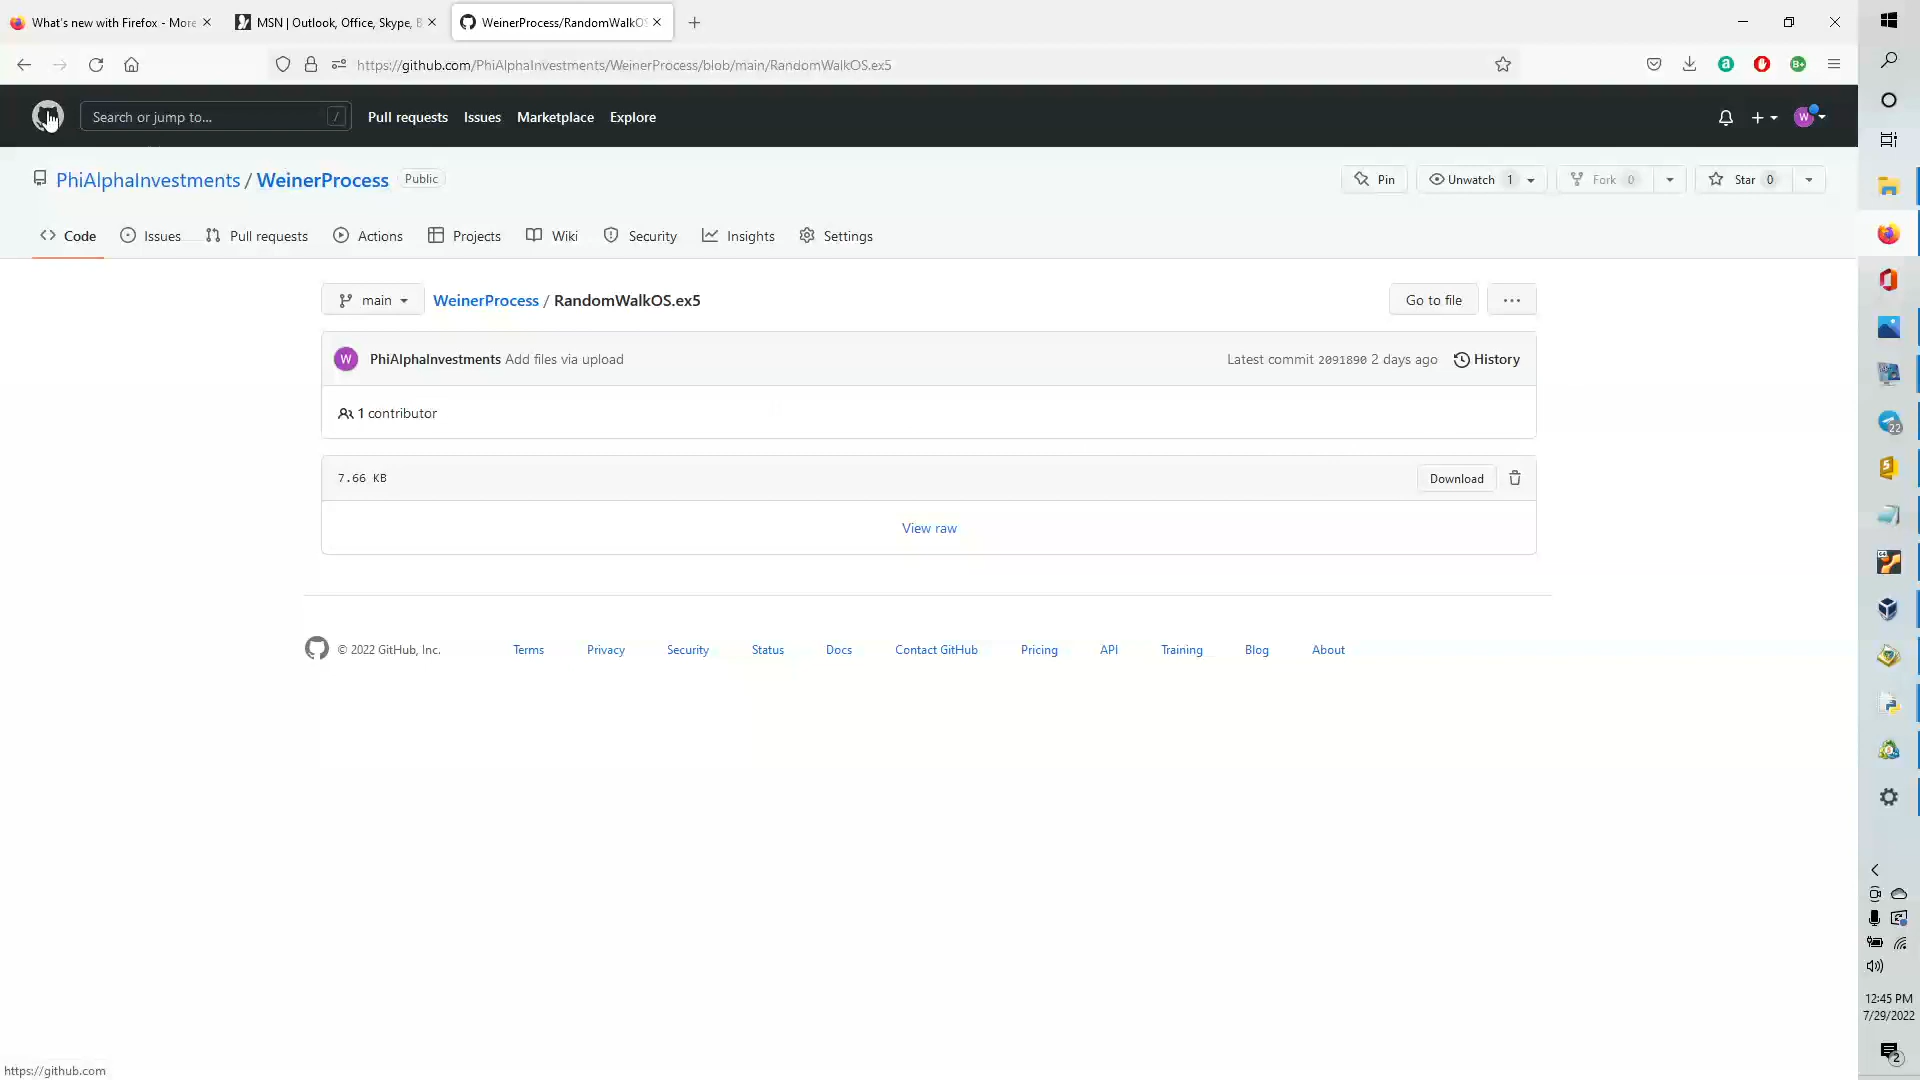 What's new with Firefox - More
MSN | Outlook, Office, Skype, B
WeinerProcess/RandomWalkOS
https://github.com/PhiAlphaInvestments/WeinerProcess/blob/main/RandomWalkOS.ex5
Search or jump to... /
Pull requests
Issues
Marketplace
Explore
W
PhiAlphaInvestments / WeinerProcess Public
Pin
Unwatch 1
Fork 0
Star 0
Code
Issues
Pull requests
Actions
Projects
Wiki
Security
Insights
Settings
main
WeinerProcess / RandomWalkOS.ex5
Go to file
W PhiAlphaInvestments Add files via upload
Latest commit 2091890 2 days ago
History
1 contributor
7.66 KB
Download
View raw
© 2022 GitHub, Inc.
Terms
Privacy
Security
Status
Docs
Contact GitHub
Pricing
API
Training
Blog
About
22
12:45 PM
7/29/2022
2
https://github.com